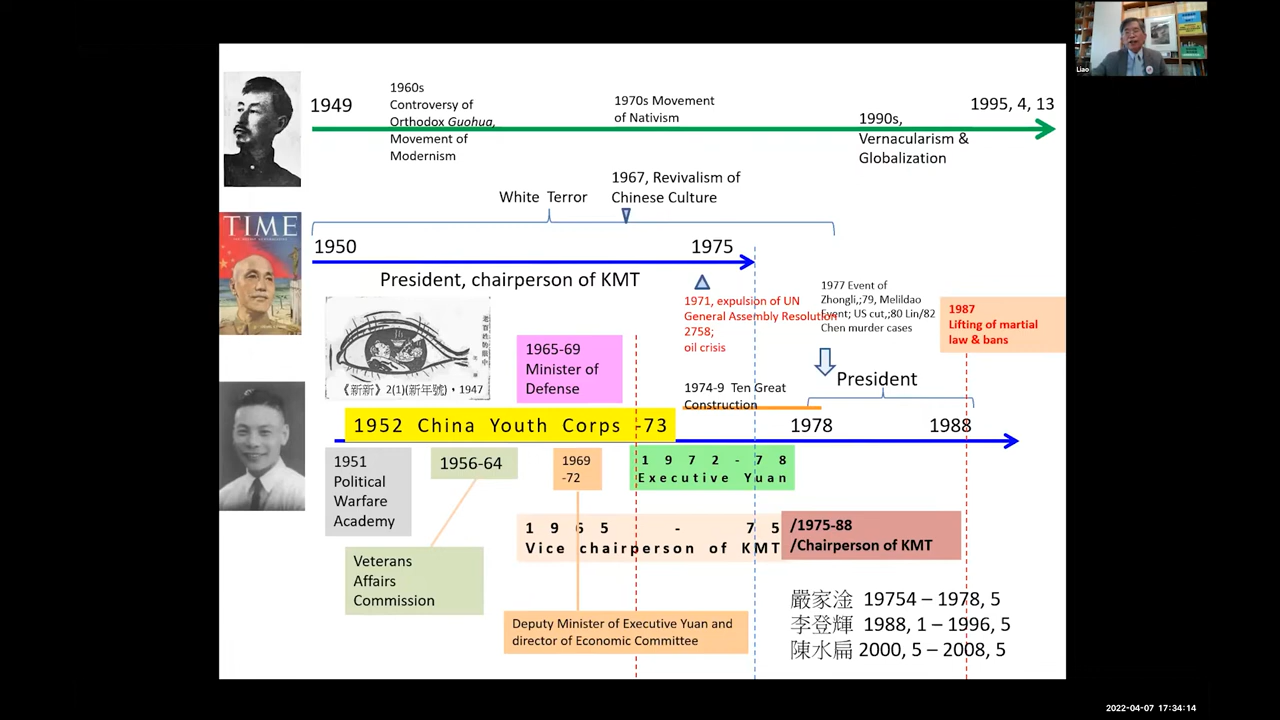 Liao
1949
1960s
Controversy of
Orthodox Guohua,
Movement of
Modernism
1970s Movement
of Nativism
1990s,
Vernacularism &
Globalization
1995, 4, 13
White Terror
1967, Revivalism of
Chinese Culture
TIME
1950
1975
President, chairperson of KMT
1971, expulsion of UN
General Assembly Resolution
2758;
oil crisis
1977 Event of
Zhongli,;79, Melildao
Event; US cut,;80 Lin/82
Chen murder cases
1987
Lifting of martial
law & bans
《新新》2(1)(新年號),1947
1965-69
Minister of
Defense
1974-9 Ten Great
Construction
President
1952 China Youth Corps -73
1978
1988
1951
Political
Warfare
Academy
1956-64
1969
-72
1972-78
Executive Yuan
1965 - 75
Vice chairperson of KMT
/1975-88
/Chairperson of KMT
Veterans
Affairs
Commission
Deputy Minister of Executive Yuan and
director of Economic Committee
嚴家淦 19754 – 1978, 5
李登輝 1988, 1 – 1996, 5
陳水扁 2000, 5 – 2008, 5
2022-04-07 17:34:14